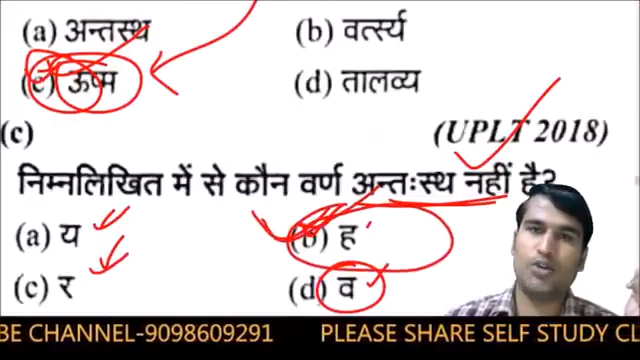 (a) अन्तस्थ (b) वर्त्स्य
(c) ऊष्म (d) तालव्य
(c) (UPLT 2018)
निम्नलिखित में से कौन वर्ण अन्तःस्थ नहीं है?
(a) य (b) ह
(c) र (d) व
BE CHANNEL-9098609291 PLEASE SHARE SELF STUDY CL